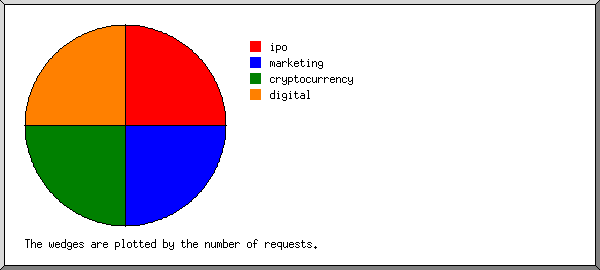 ipo
marketing
cryptocurrency
digital
The wedges are plotted by the number of requests.